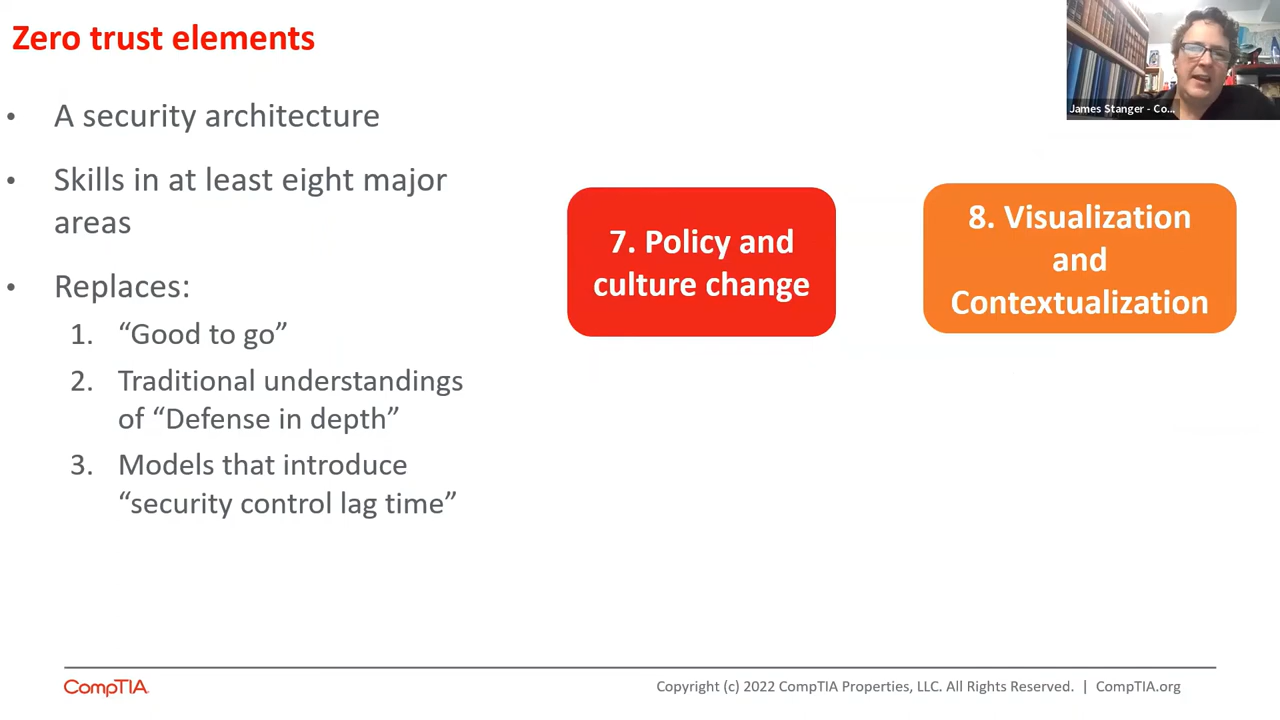 Zero trust elements
James Stanger - Co...
• A security architecture
• Skills in at least eight major
areas
• Replaces:
1. “Good to go”
2. Traditional understandings
of “Defense in depth”
3. Models that introduce
“security control lag time”
7. Policy and
culture change
8. Visualization
and
Contextualization
CompTIA.
Copyright (c) 2022 CompTIA Properties, LLC. All Rights Reserved. | CompTIA.org